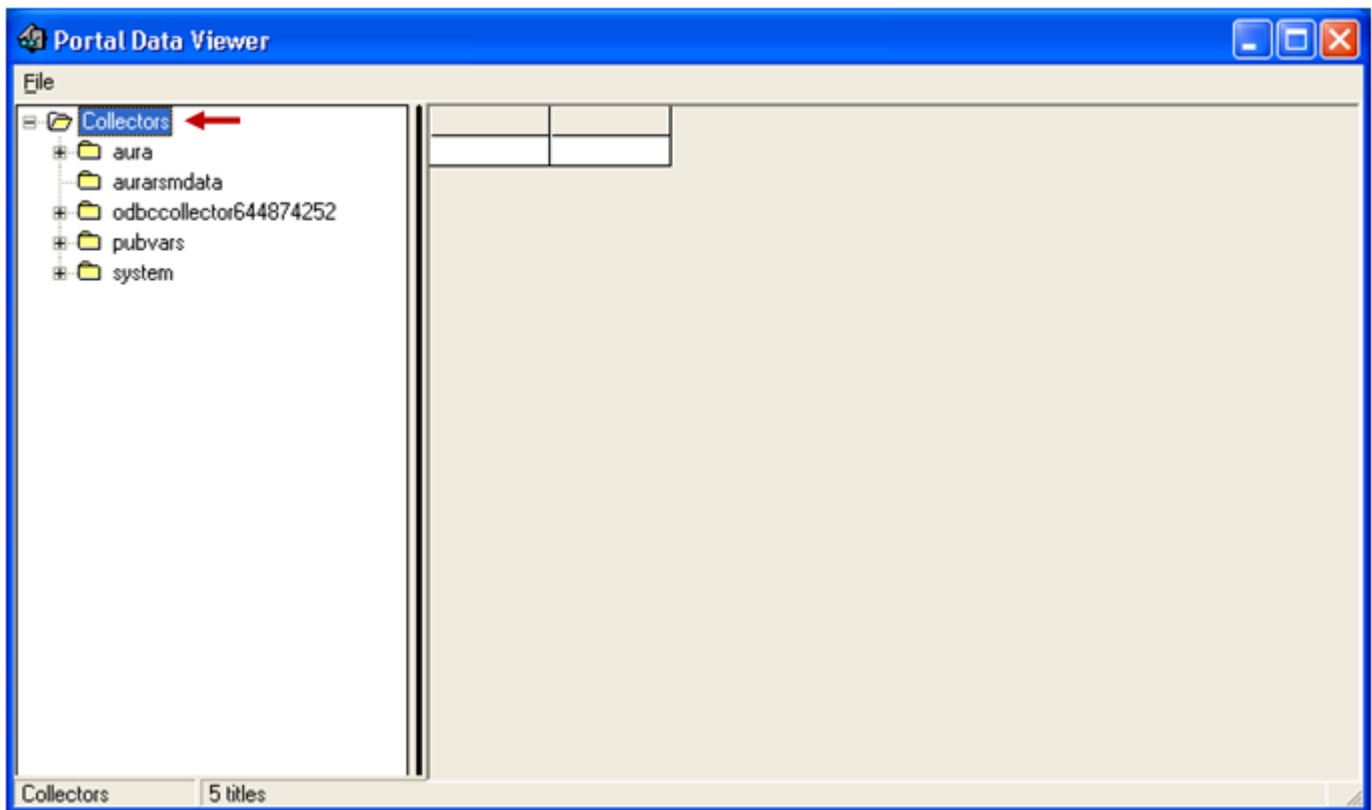 Portal Data Viewer
File
Collectors
aura
aurarsmdata
odbccollector644874252
pubvars
system
Collectors 5 titles